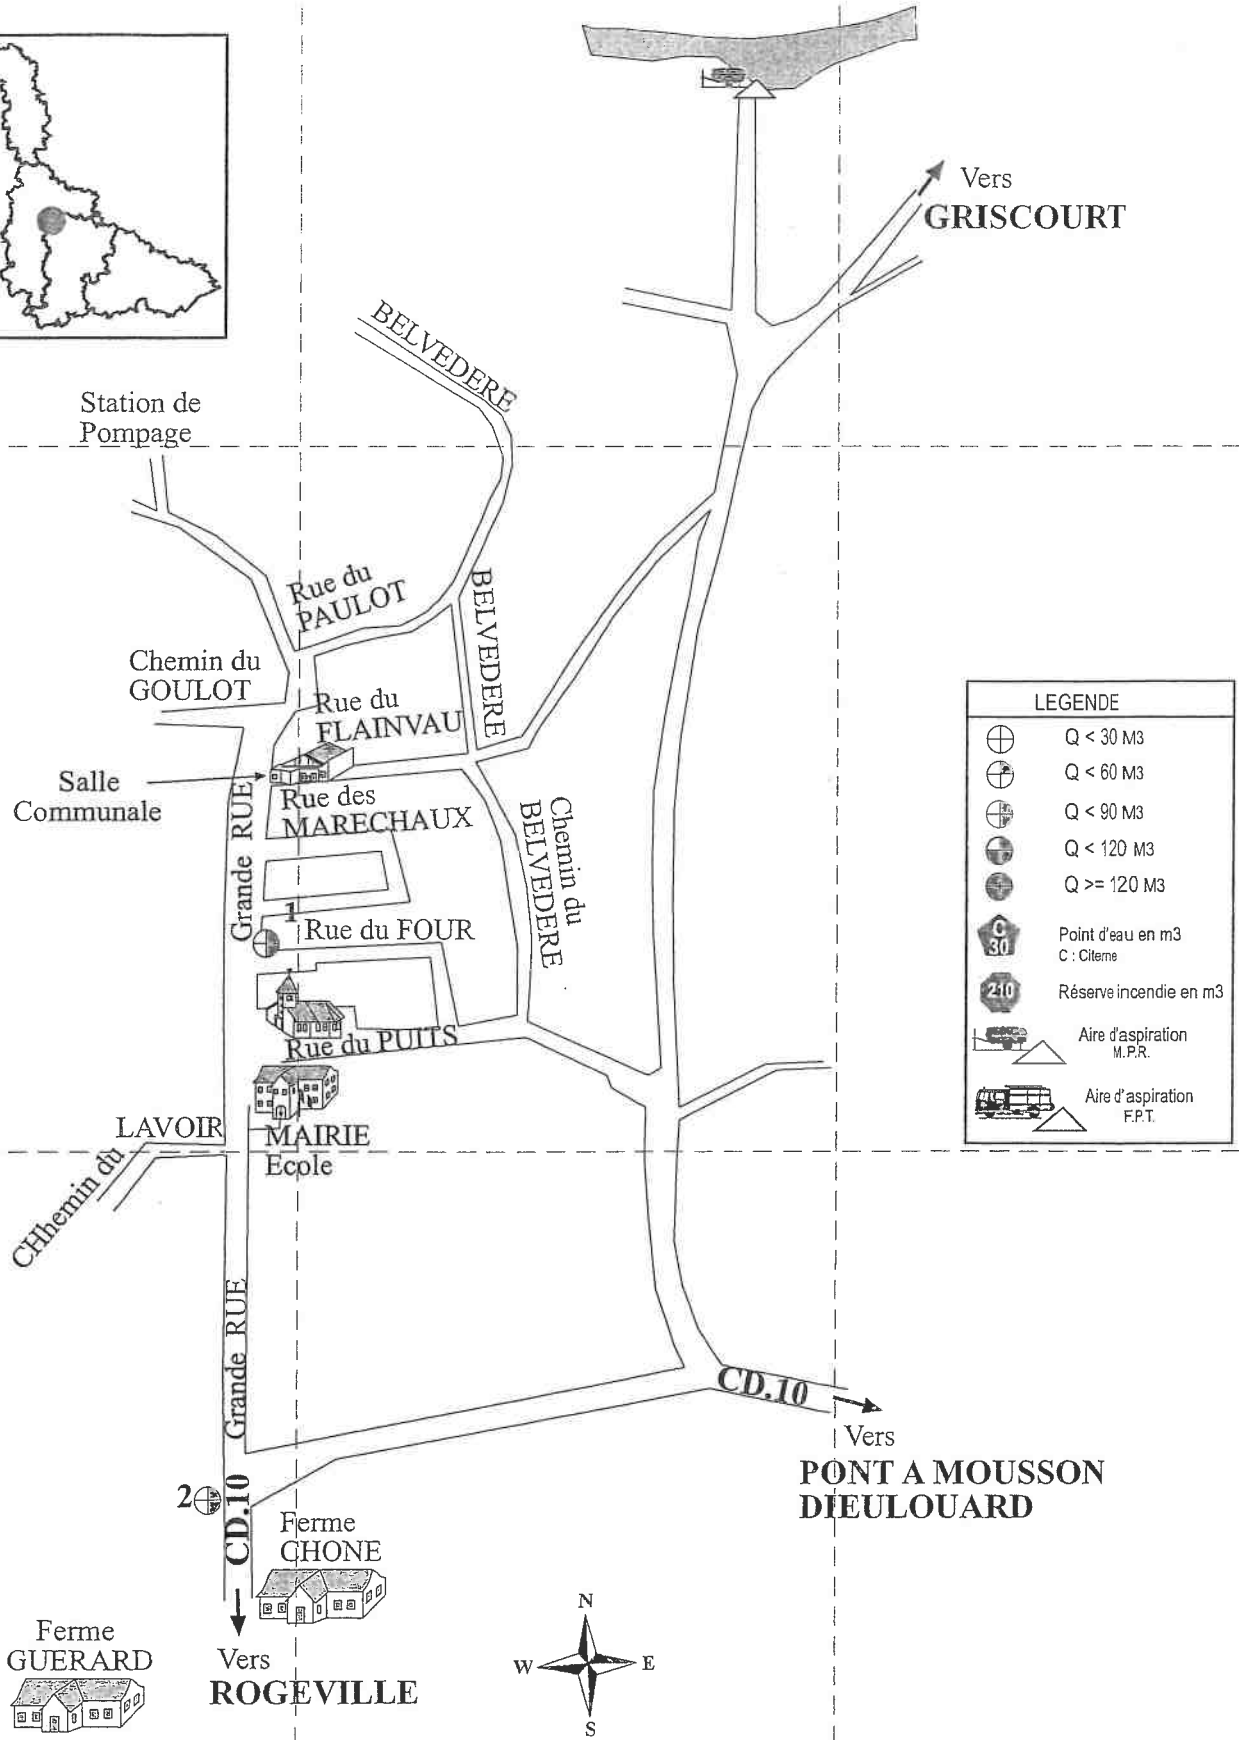 Vers
GRISCOURT
BELVEDERE
Station de
Pompage
Rue du
PAULOT
BELVEDERE
Chemin du
GOULOT
Rue du
FLAINVAU
Salle
Communale
Grande RUE
Rue des
MARECHAUX
Chemin du
BELVEDERE
1
Rue du FOUR
Rue du PUITS
LAVOIR
CHhemin du
MAIRIE
Ecole
LEGENDE
Q < 30 M3
Q < 60 M3
Q < 90 M3
Q < 120 M3
Q >= 120 M3
C
30
Point d'eau en m3
C : Citerne
210
Réserve incendie en m3
Aire d'aspiration
M.P.R.
Aire d'aspiration
F.P.T.
Grande RUE
CD.10
Vers
PONT A MOUSSON
DIEULOUARD
2
CD.10
Ferme
CHONE
Ferme
GUERARD
Vers
ROGEVILLE
N
W
E
S